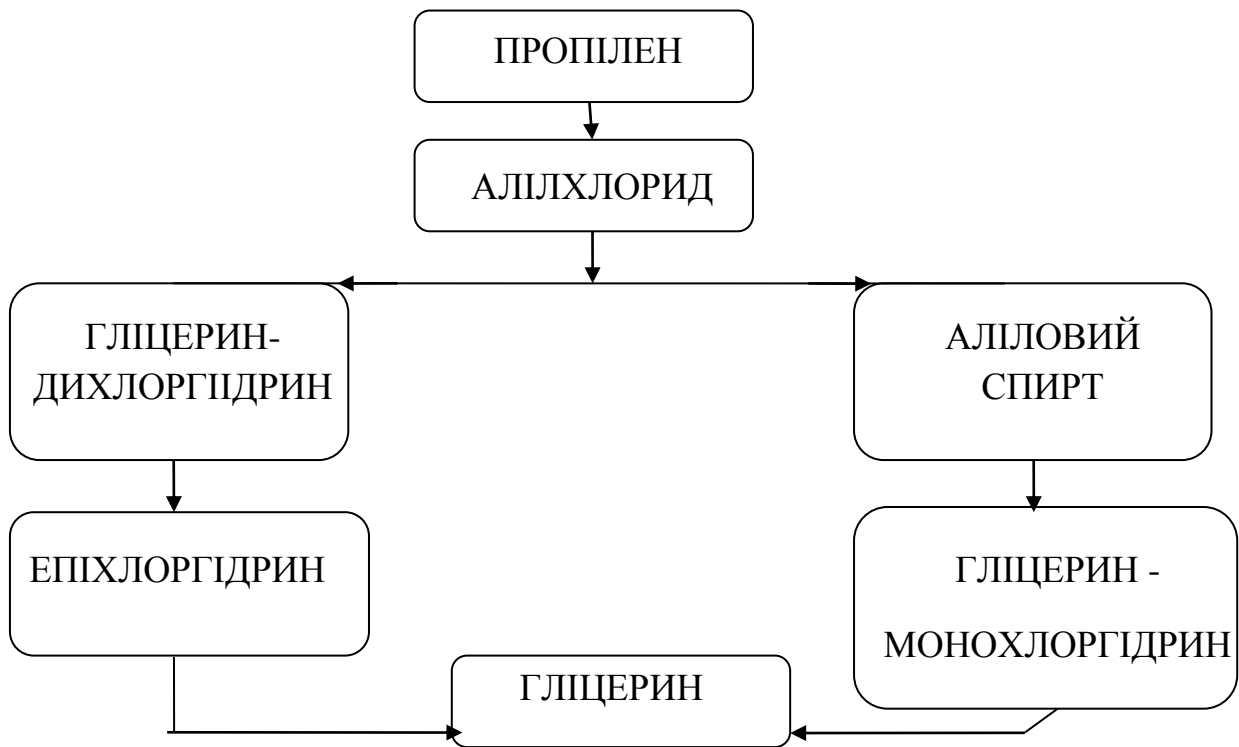 ПРОПІЛЕН
АЛІЛХЛОРИД
ГЛІЦЕРИН-
ДИХЛОРГІІДРИН
АЛІЛОВИЙ
СПИРТ
ЕПІХЛОРГІДРИН
ГЛІЦЕРИН -
МОНОХЛОРГІДРИН
ГЛІЦЕРИН